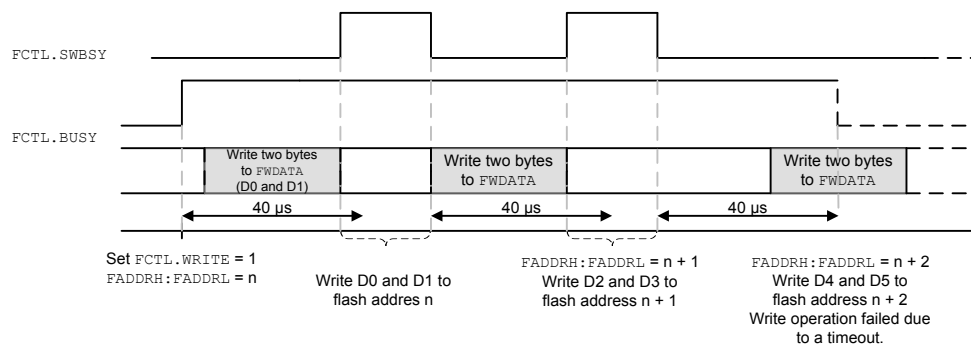 FCTL.SWBSY
FCTL.BUSY
Write two bytes
to FWDATA
(D0 and D1)
Write two bytes
to FWDATA
Write two bytes
to FWDATA
40 µs
40 µs
40 µs
Set FCTL.WRITE = 1
FADDRH:FADDRL = n
Write D0 and D1 to
flash addres n
FADDRH:FADDRL = n + 1
Write D2 and D3 to
flash address n + 1
FADDRH:FADDRL = n + 2
Write D4 and D5 to
flash address n + 2
Write operation failed due
to a timeout.